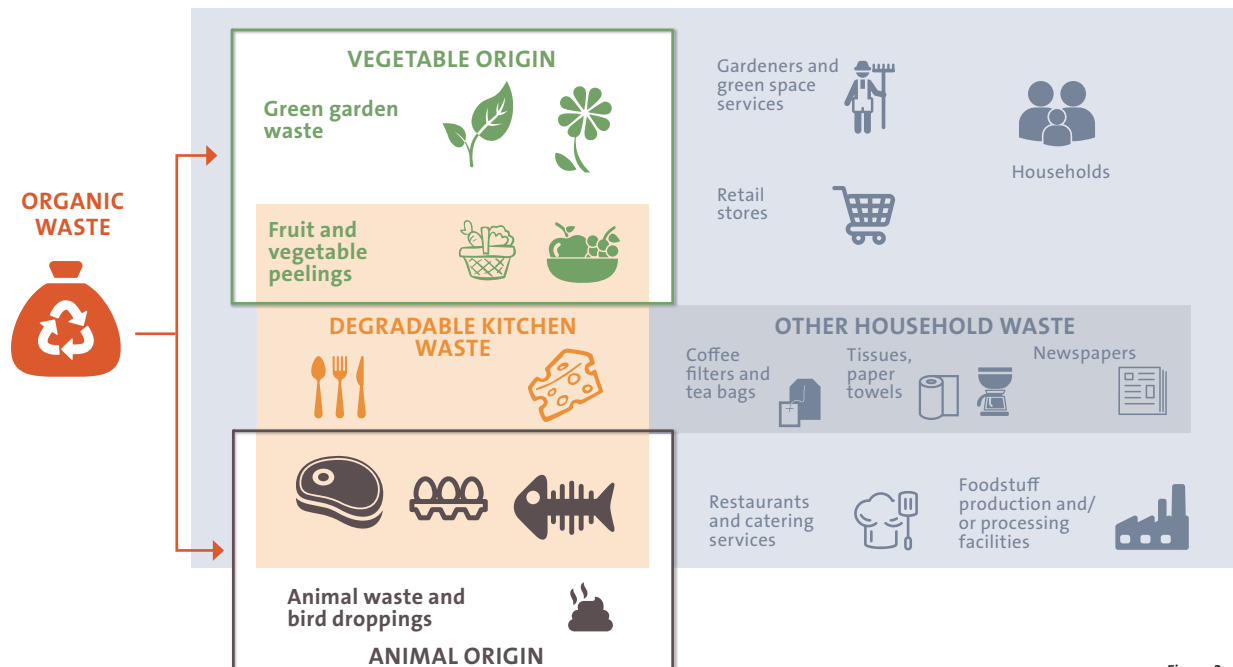 ORGANIC
WASTE
VEGETABLE ORIGIN
Green garden
waste
Fruit and
vegetable
peelings
DEGRADABLE KITCHEN
WASTE
Animal waste and
bird droppings
ANIMAL ORIGIN
Gardeners and
green space
services
Households
Retail
stores
OTHER HOUSEHOLD WASTE
Coffee
filters and
tea bags
Tissues,
paper
towels
Newspapers
Restaurants
and catering
services
Foodstuff
production and/
or processing
facilities